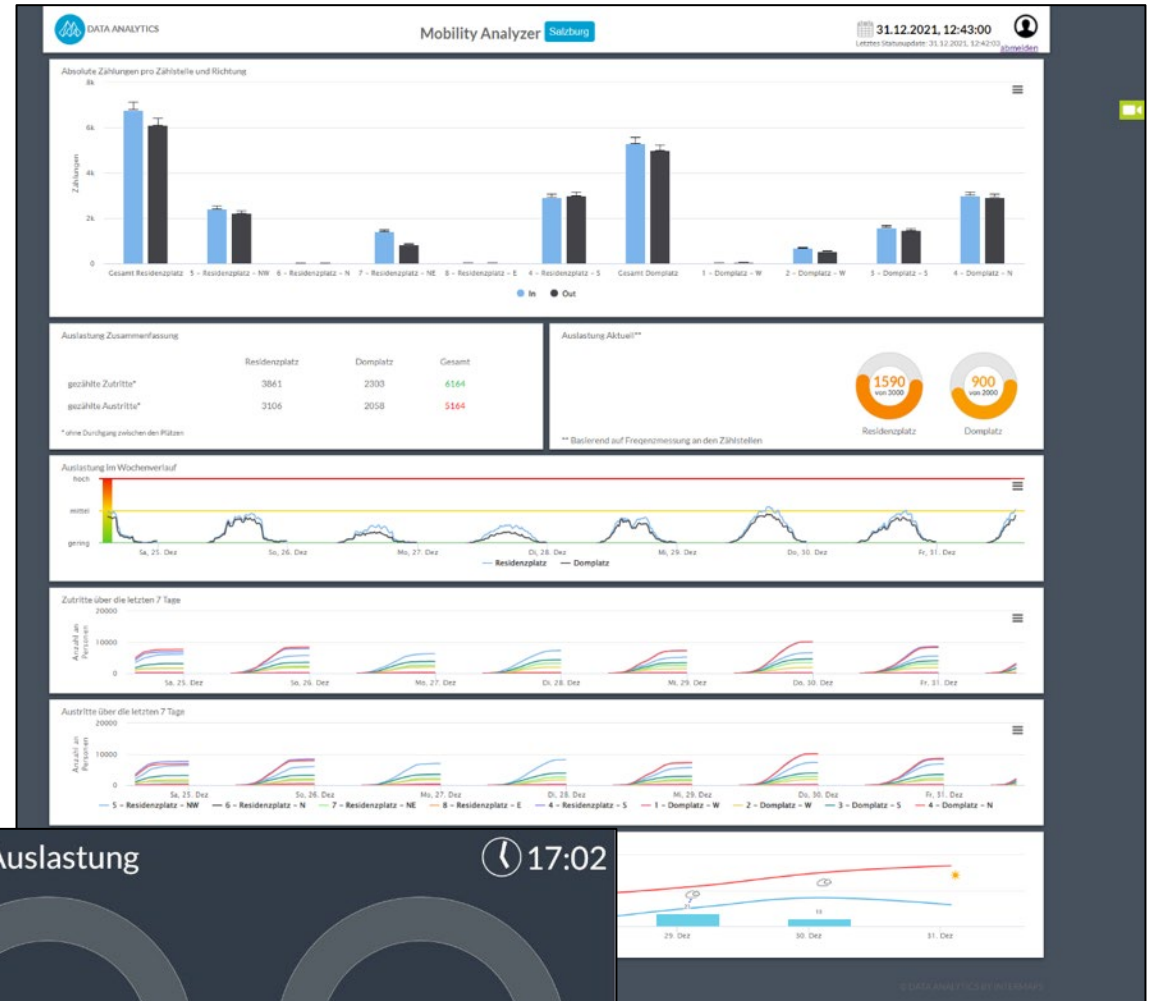 DATA ANALYTICS
Mobility Analyzer Salzburg
31.12.2021, 12:43:00
Letztes Statusupdate: 31.12.2021, 12:42:03
abmelden
Absolute Zählungen pro Zählstelle und Richtung
8k
6k
4k
2k
0
Zählungen
Gesamt Residenzplatz 5 – Residenzplatz – NW 6 – Residenzplatz – N 7 – Residenzplatz – NE 8 – Residenzplatz – E 4 – Residenzplatz – S Gesamt Domplatz 1 – Domplatz – W 2 – Domplatz – W 3 – Domplatz – S 4 – Domplatz – N
In Out
Auslastung Zusammenfassung
Residenzplatz Domplatz Gesamt
gezählte Zutritte* 3861 2303 6164
gezählte Austritte* 3106 2058 5164
* ohne Durchgang zwischen den Plätzen
Auslastung Aktuell**
1590 900
von 3000 von 2000
Residenzplatz Domplatz
** Basierend auf Freqenzmessung an den Zählstellen
Auslastung im Wochenverlauf
hoch
mittel
gering
Sa, 25. Dez So, 26. Dez Mo, 27. Dez Di, 28. Dez Mi, 29. Dez Do, 30. Dez Fr, 31. Dez
Residenzplatz Domplatz
Zutritte über die letzten 7 Tage
20000
10000
0
Anzahl an
Personen
Sa, 25. Dez So, 26. Dez Mo, 27. Dez Di, 28. Dez Mi, 29. Dez Do, 30. Dez Fr, 31. Dez
Austritte über die letzten 7 Tage
20000
10000
0
Anzahl an
Personen
Sa, 25. Dez So, 26. Dez Mo, 27. Dez Di, 28. Dez Mi, 29. Dez Do, 30. Dez Fr, 31. Dez
5 – Residenzplatz – NW 6 – Residenzplatz – N 7 – Residenzplatz – NE 8 – Residenzplatz – E 4 – Residenzplatz – S 1 – Domplatz – W 2 – Domplatz – W 3 – Domplatz – S 4 – Domplatz – N
Auslastung 17:02
10
29. Dez 30. Dez 31. Dez
© DATA ANALYTICS BY INTERMAPS